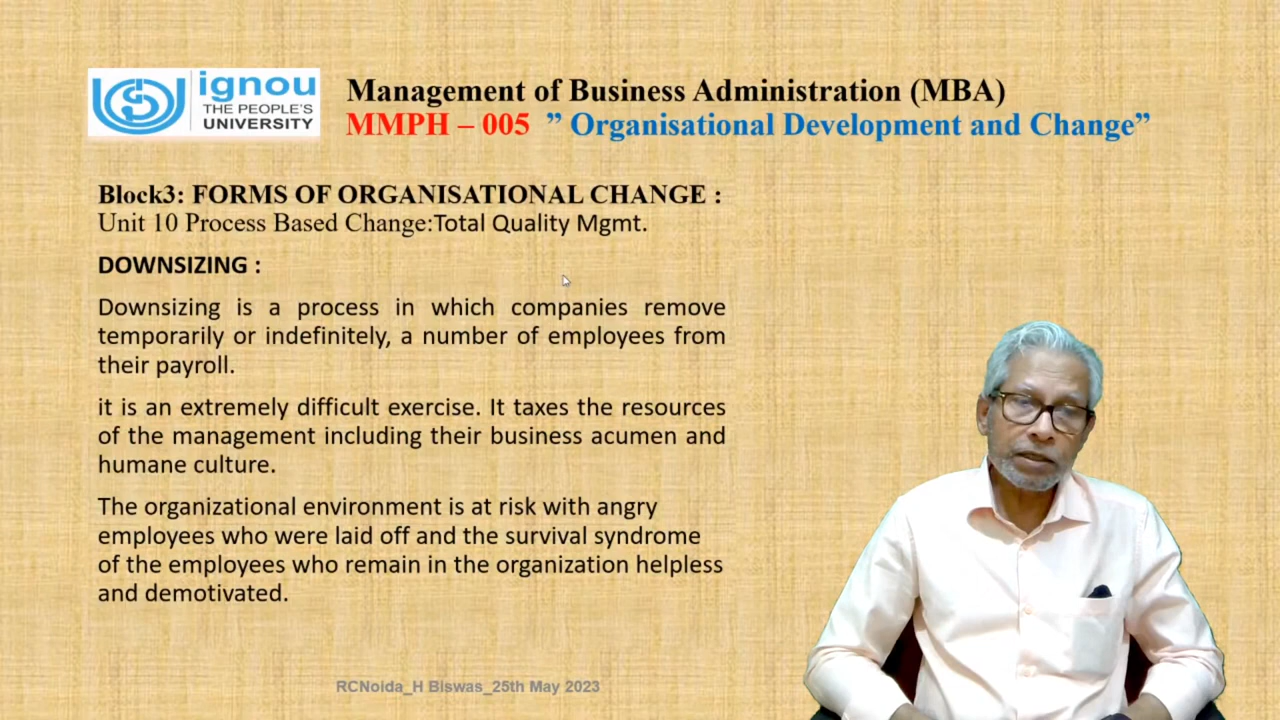 ignou
THE PEOPLE'S
UNIVERSITY
Management of Business Administration (MBA)
MMPH – 005 ” Organisational Development and Change”
Block3: FORMS OF ORGANISATIONAL CHANGE :
Unit 10 Process Based Change:Total Quality Mgmt.
DOWNSIZING :
Downsizing is a process in which companies remove
temporarily or indefinitely, a number of employees from
their payroll.
it is an extremely difficult exercise. It taxes the resources
of the management including their business acumen and
humane culture.
The organizational environment is at risk with angry
employees who were laid off and the survival syndrome
of the employees who remain in the organization helpless
and demotivated.
RCNoida_H Biswas_25th May 2023